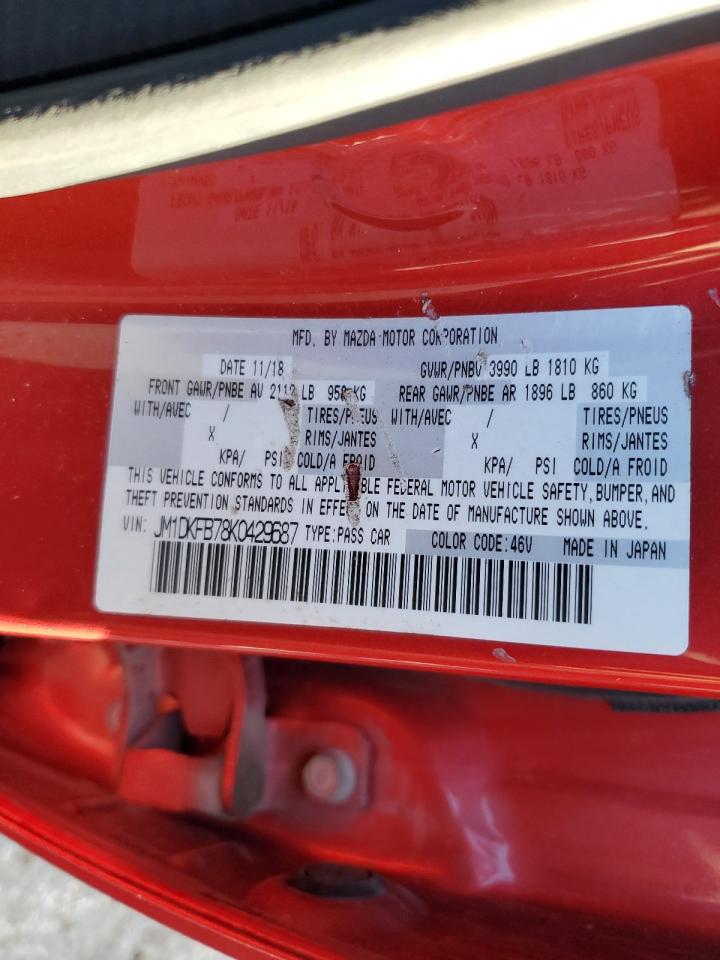 MFD. BY MAZDA MOTOR CORPORATION
DATE 11/18 GVWR/PNBV 3990 LB 1810 KG
FRONT GAWR/PNBE AV LB KG REAR GAWR/PNBE AR 1896 LB 860 KG
WITH/AVEC / TIRES/PNEUS WITH/AVEC / TIRES/PNEUS
X RIMS/JANTES X RIMS/JANTES
KPA/ PSI COLD/A FROID KPA/ PSI COLD/A FROID
THIS VEHICLE CONFORMS TO ALL APPLICABLE FEDERAL MOTOR VEHICLE SAFETY, BUMPER, AND
THEFT PREVENTION STANDARDS IN EFFECT ON THE DATE OF MANUFACTURE SHOWN ABOVE.
VIN: JM1DKFB78K0429687 TYPE:PASS CAR COLOR CODE:46V MADE IN JAPAN